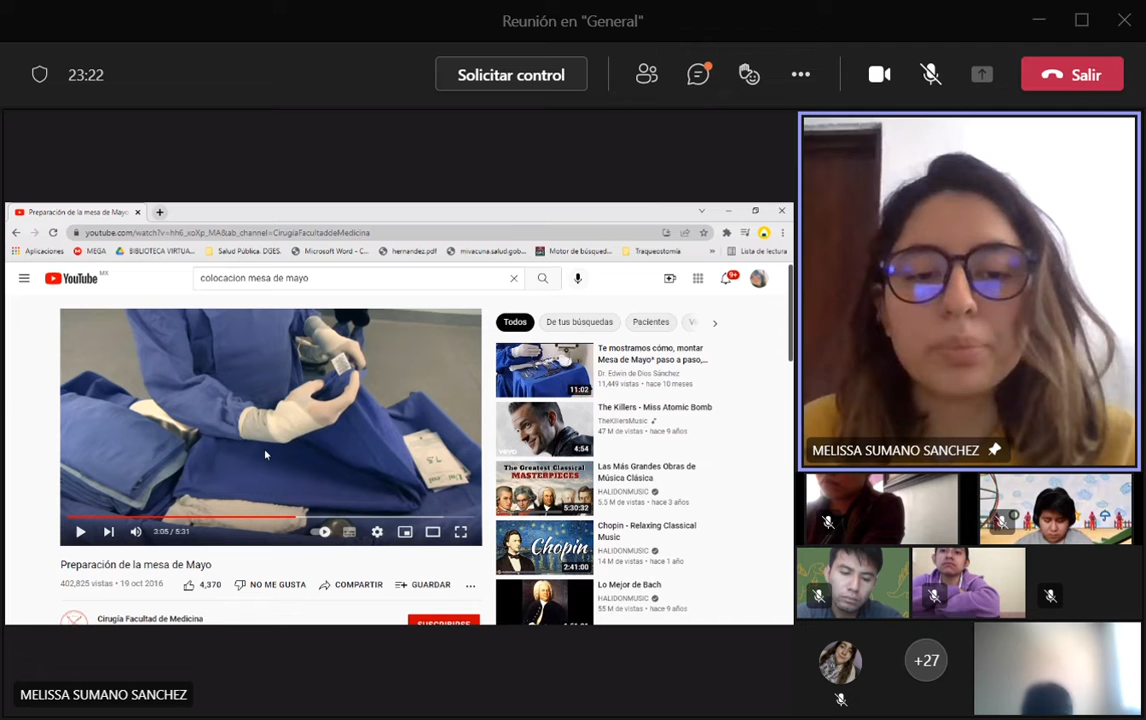 Reunión en "General"
23:22
Solicitar control
Salir
Preparación de la mesa de Mayo
youtube.com/watch?v=hh6_xoXp_MA&ab_channel=CirugíaFacultaddeMedicina
Aplicaciones
MEGA
BIBLIOTECA VIRTUA...
Salud Pública. DGES.
Microsoft Word - C...
hernandez.pdf
mivacuna.salud.gob...
Motor de búsqued...
Traqueostomía
»
Lista de lectura
YouTube MX
colocacion mesa de mayo
9+
7.5
3:05 / 5:31
Preparación de la mesa de Mayo
402,825 vistas • 19 oct 2016
4,370
NO ME GUSTA
COMPARTIR
GUARDAR
Cirugía Facultad de Medicina
SUSCRIBIRSE
Todos
De tus búsquedas
Pacientes
Te mostramos cómo, montar
Mesa de Mayo* paso a paso,...
Dr. Edwin de Dios Sánchez
11,449 vistas • hace 10 meses
11:02
The Killers - Miss Atomic Bomb
TheKillersMusic
47 M de vistas • hace 9 años
vevo
4:54
Las Más Grandes Obras de
Música Clásica
HALIDONMUSIC
5.5 M de vistas • hace 3 años
The Greatest Classical
MASTERPIECES
5:30:32
Chopin - Relaxing Classical
Music
HALIDONMUSIC
14 M de vistas • hace 1 año
Chopin
2:41:00
Lo Mejor de Bach
HALIDONMUSIC
55 M de vistas • hace 9 años
MELISSA SUMANO SANCHEZ
+27
MELISSA SUMANO SANCHEZ